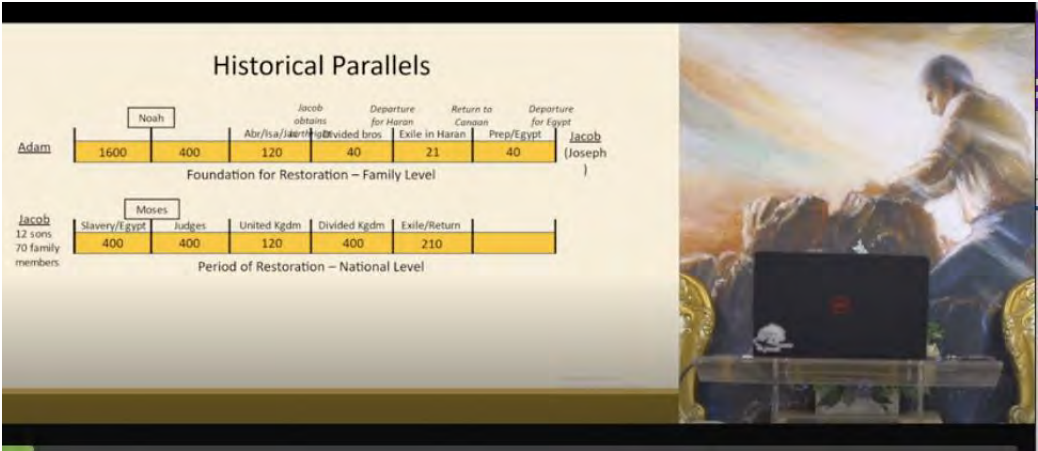 Historical Parallels
Noah
Jacob
obtains
birthright
Departure
for Haran
Return to
Canaan
Departure
for Egypt
Adam
Abr/Isa/Jac
Divided bros
Exile in Haran
Prep/Egypt
1600 400 120 40 21 40
Jacob
(Joseph
)
Foundation for Restoration – Family Level
Jacob
12 sons
70 family
members
Moses
Slavery/Egypt Judges United Kgdm Divided Kgdm Exile/Return
400 400 120 400 210
Period of Restoration – National Level